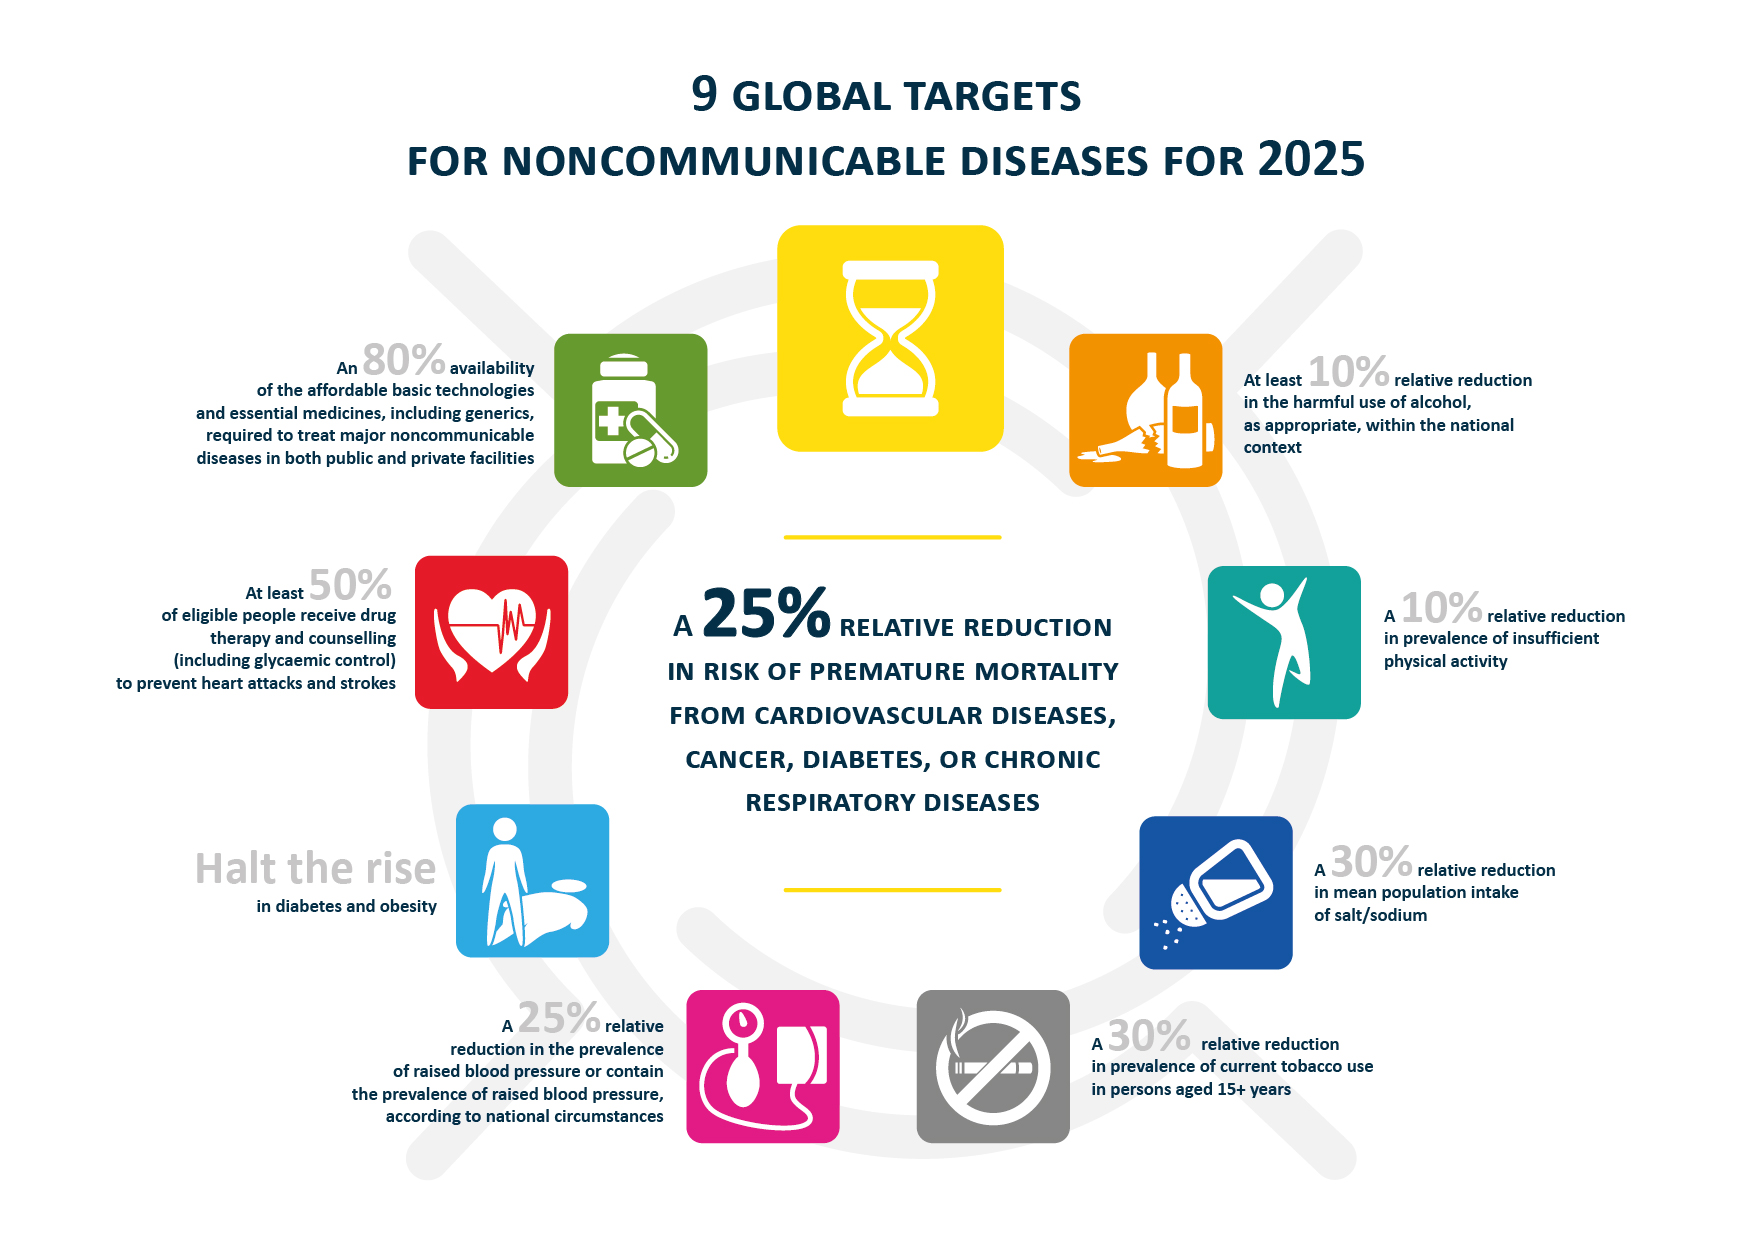 9 GLOBAL TARGETS
FOR NONCOMMUNICABLE DISEASES FOR 2025
An 80% availability
of the affordable basic technologies
and essential medicines, including generics,
required to treat major noncommunicable
diseases in both public and private facilities
At least 10% relative reduction
in the harmful use of alcohol,
as appropriate, within the national
context
At least 50%
of eligible people receive drug
therapy and counselling
(including glycaemic control)
to prevent heart attacks and strokes
A 25% RELATIVE REDUCTION
IN RISK OF PREMATURE MORTALITY
FROM CARDIOVASCULAR DISEASES,
CANCER, DIABETES, OR CHRONIC
RESPIRATORY DISEASES
A 10% relative reduction
in prevalence of insufficient
physical activity
Halt the rise
in diabetes and obesity
A 30% relative reduction
in mean population intake
of salt/sodium
A 25% relative
reduction in the prevalence
of raised blood pressure or contain
the prevalence of raised blood pressure,
according to national circumstances
A 30% relative reduction
in prevalence of current tobacco use
in persons aged 15+ years